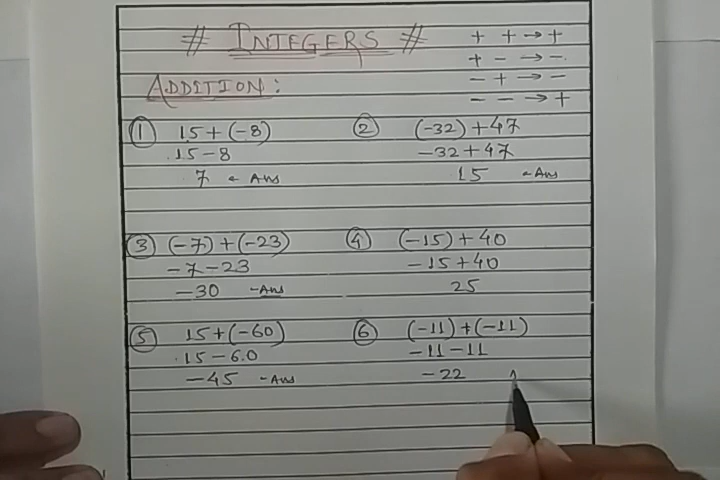 # INTEGERS #
+ + → +
+ - → -
- + → -
- - → +
ADDITION:
① 15+(-8)
15-8
7 ← Ans
② (-32)+47
-32+47
15 -Ans
③ (-7)+(-23)
-7-23
-30 -Ans
④ (-15)+40
-15+40
25
⑤ 15+(-60)
15-60
-45 -Ans
⑥ (-11)+(-11)
-11-11
-22